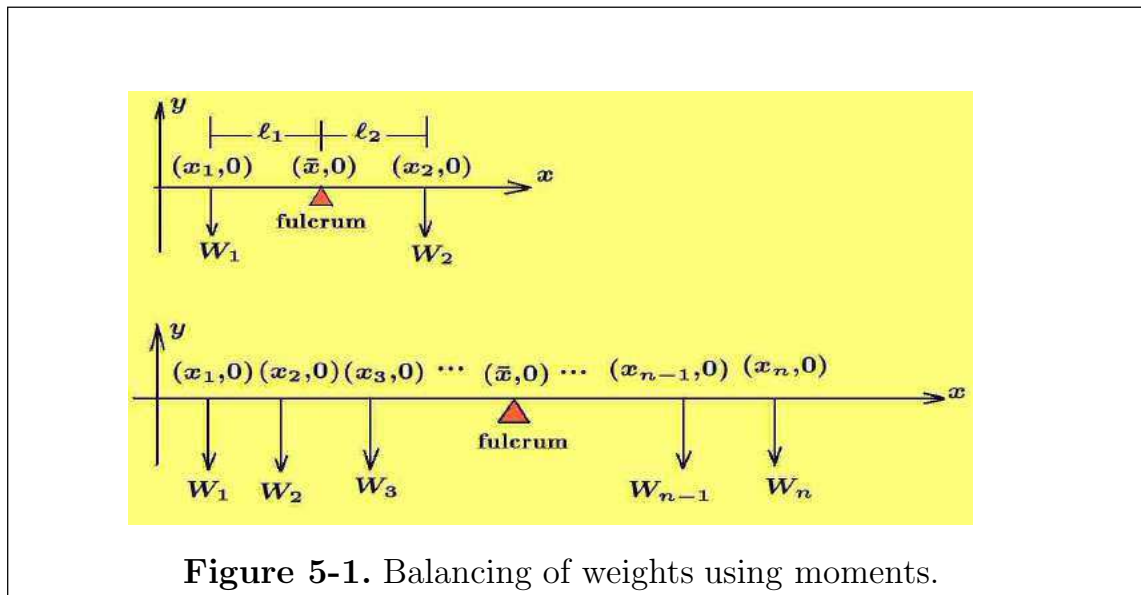 y
ℓ₁ ℓ₂
(x₁,0) (x̄,0) (x₂,0) x
fulcrum
W₁ W₂
y
(x₁,0) (x₂,0) (x₃,0) ⋯ (x̄,0) ⋯ (xₙ₋₁,0) (xₙ,0)
x
fulcrum
W₁ W₂ W₃ Wₙ₋₁ Wₙ
Figure 5-1. Balancing of weights using moments.